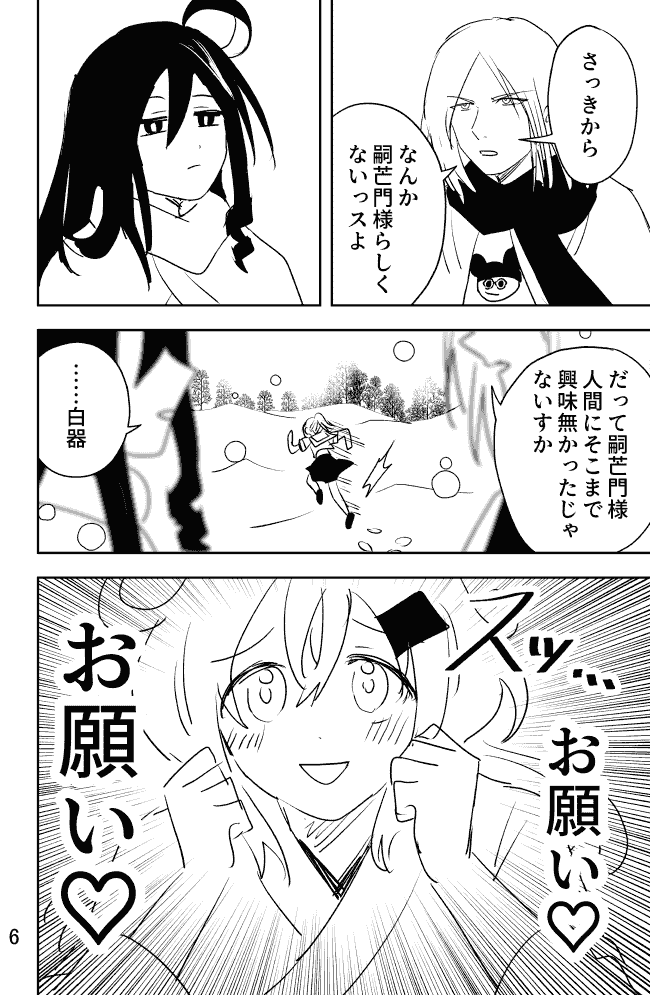 さっきから
なんか
嗣芒門様らしく
ないっスよ
だって嗣芒門様
人間にそこまで
興味無かったじゃ
ないすか
……白器
スッ…
お願い♡
お願い♡
6